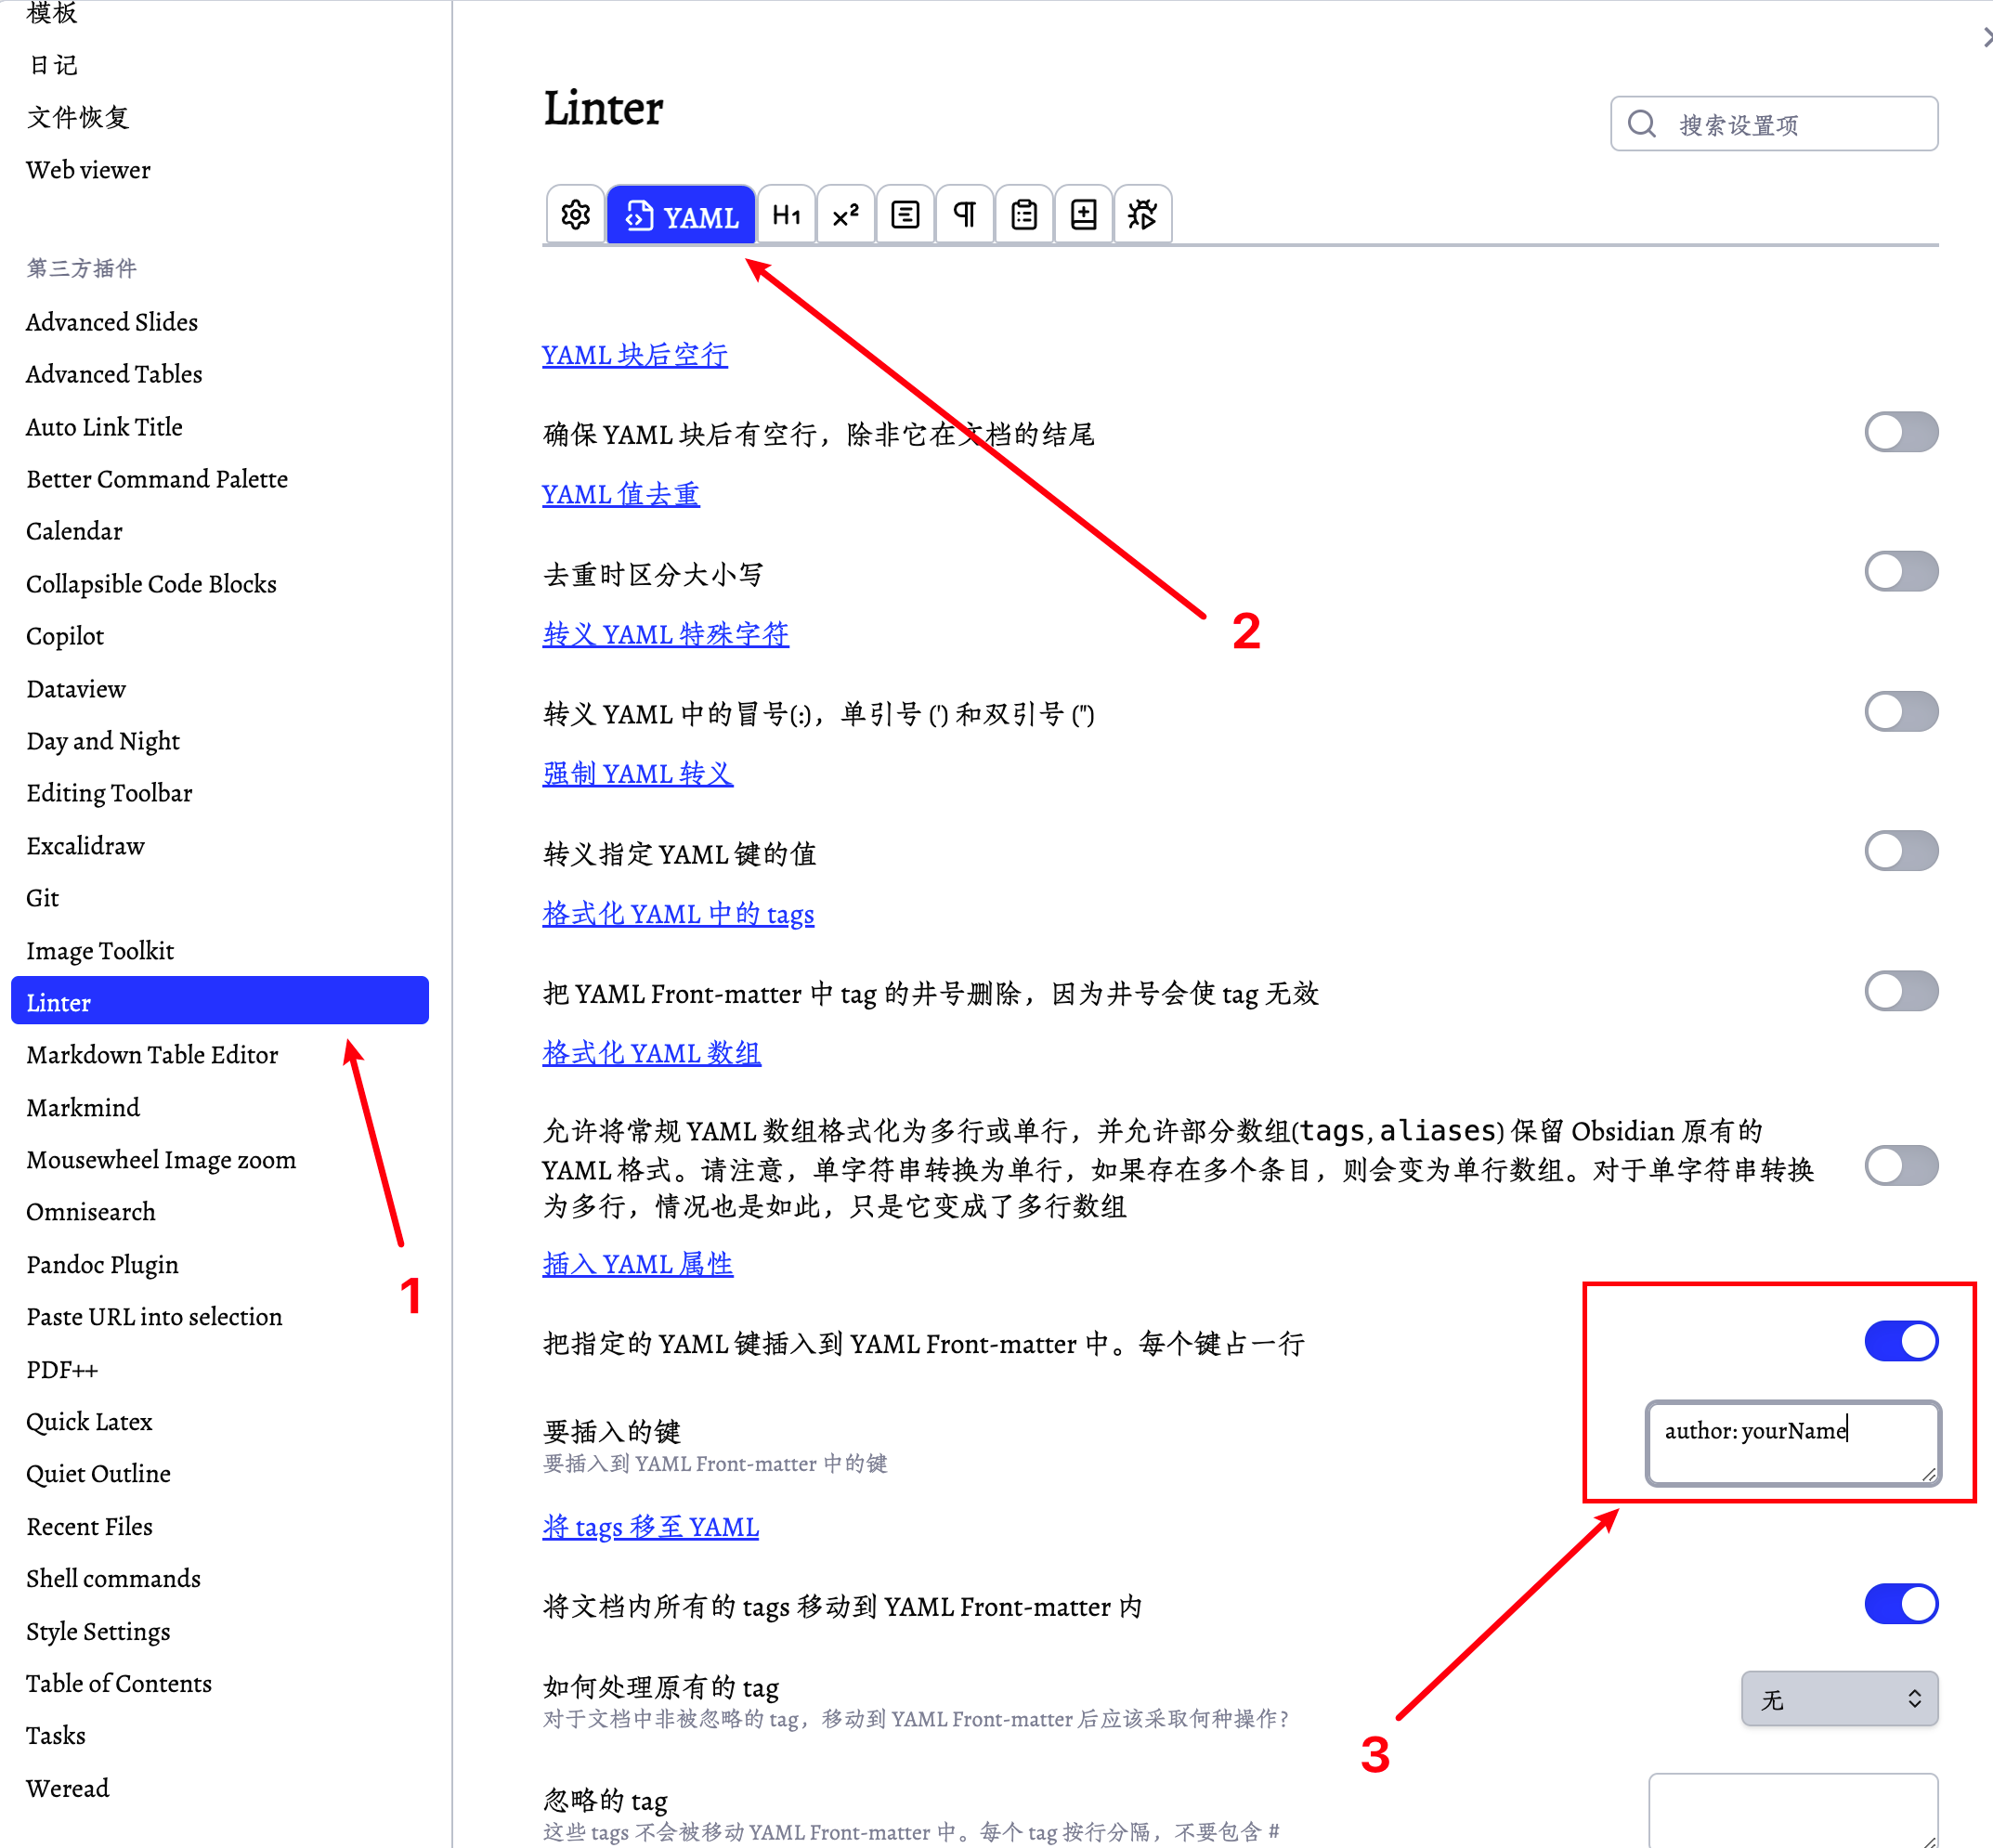 模板
日记
文件恢复
Web viewer
第三方插件
Advanced Slides
Advanced Tables
Auto Link Title
Better Command Palette
Calendar
Collapsible Code Blocks
Copilot
Dataview
Day and Night
Editing Toolbar
Excalidraw
Git
Image Toolkit
Linter
Markdown Table Editor
Markmind
Mousewheel Image zoom
Omnisearch
Pandoc Plugin
Paste URL into selection
PDF++
Quick Latex
Quiet Outline
Recent Files
Shell commands
Style Settings
Table of Contents
Tasks
Weread
1
Linter
搜索设置项
YAML H1 x²
YAML 块后空行
确保 YAML 块后有空行，除非它在文档的结尾
YAML 值去重
去重时区分大小写
2
转义 YAML 特殊字符
转义 YAML 中的冒号(:)，单引号 (') 和双引号 (")
强制 YAML 转义
转义指定 YAML 键的值
格式化 YAML 中的 tags
把 YAML Front-matter 中 tag 的井号删除，因为井号会使 tag 无效
格式化 YAML 数组
允许将常规 YAML 数组格式化为多行或单行，并允许部分数组(tags, aliases) 保留 Obsidian 原有的
YAML 格式。请注意，单字符串转换为单行，如果存在多个条目，则会变为单行数组。对于单字符串转换
为多行，情况也是如此，只是它变成了多行数组
插入 YAML 属性
把指定的 YAML 键插入到 YAML Front-matter 中。每个键占一行
要插入的键
要插入到 YAML Front-matter 中的键
author: yourName
将 tags 移至 YAML
将文档内所有的 tags 移动到 YAML Front-matter 内
如何处理原有的 tag
对于文档中非被忽略的 tag，移动到 YAML Front-matter 后应该采取何种操作？
无
3
忽略的 tag
这些 tags 不会被移动 YAML Front-matter 中。每个 tag 按行分隔，不要包含 #